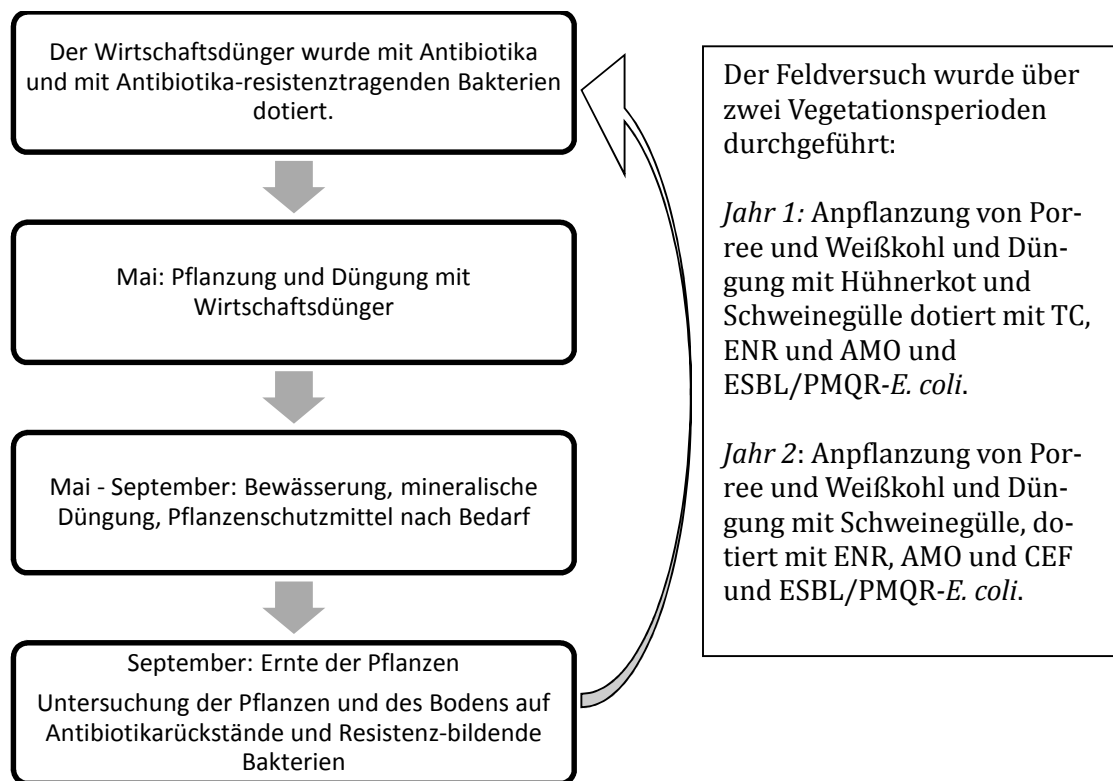 Der Wirtschaftsdünger wurde mit Antibiotika
und mit Antibiotika-resistenztragenden Bakterien
dotiert.
Mai: Pflanzung und Düngung mit
Wirtschaftsdünger
Mai - September: Bewässerung, mineralische
Düngung, Pflanzenschutzmittel nach Bedarf
September: Ernte der Pflanzen
Untersuchung der Pflanzen und des Bodens auf
Antibiotikarückstände und Resistenz-bildende
Bakterien
Der Feldversuch wurde über
zwei Vegetationsperioden
durchgeführt:
Jahr 1: Anpflanzung von Por-
ree und Weißkohl und Dün-
gung mit Hühnerkot und
Schweinegülle dotiert mit TC,
ENR und AMO und
ESBL/PMQR-E. coli.
Jahr 2: Anpflanzung von Por-
ree und Weißkohl und Dün-
gung mit Schweinegülle, do-
tiert mit ENR, AMO und CEF
und ESBL/PMQR-E. coli.